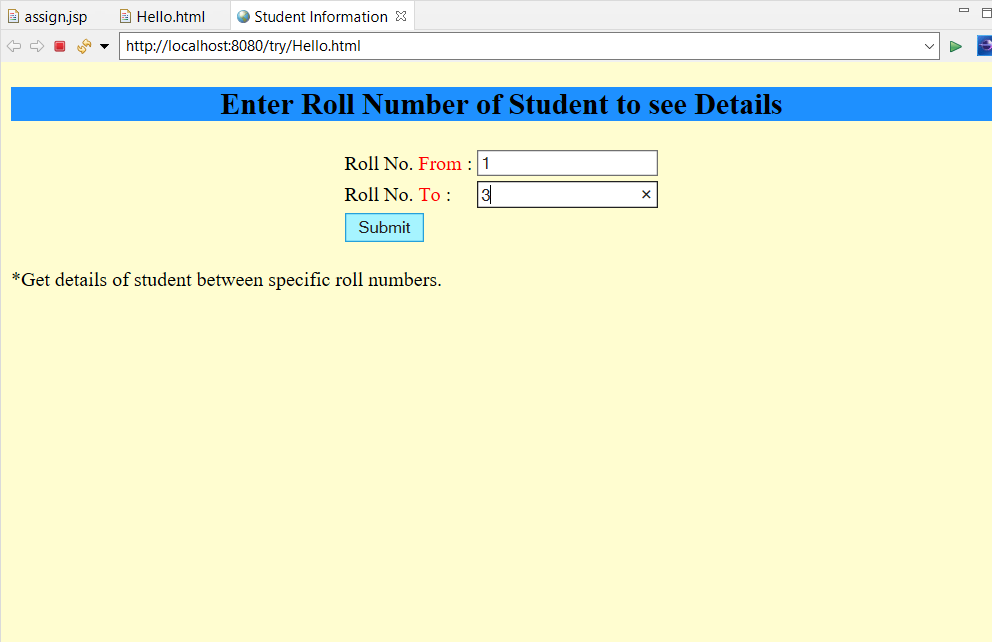 assign.jsp Hello.html Student Information
http://localhost:8080/try/Hello.html
Enter Roll Number of Student to see Details
Roll No. From : 1
Roll No. To : 3
Submit
*Get details of student between specific roll numbers.